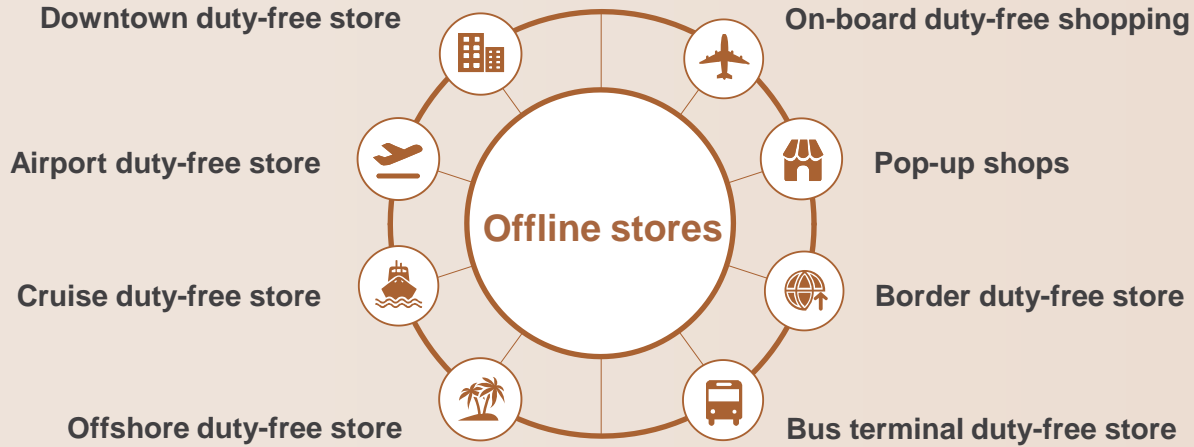 Downtown duty-free store
On-board duty-free shopping
Airport duty-free store
Pop-up shops
Offline stores
Cruise duty-free store
Border duty-free store
Offshore duty-free store
Bus terminal duty-free store